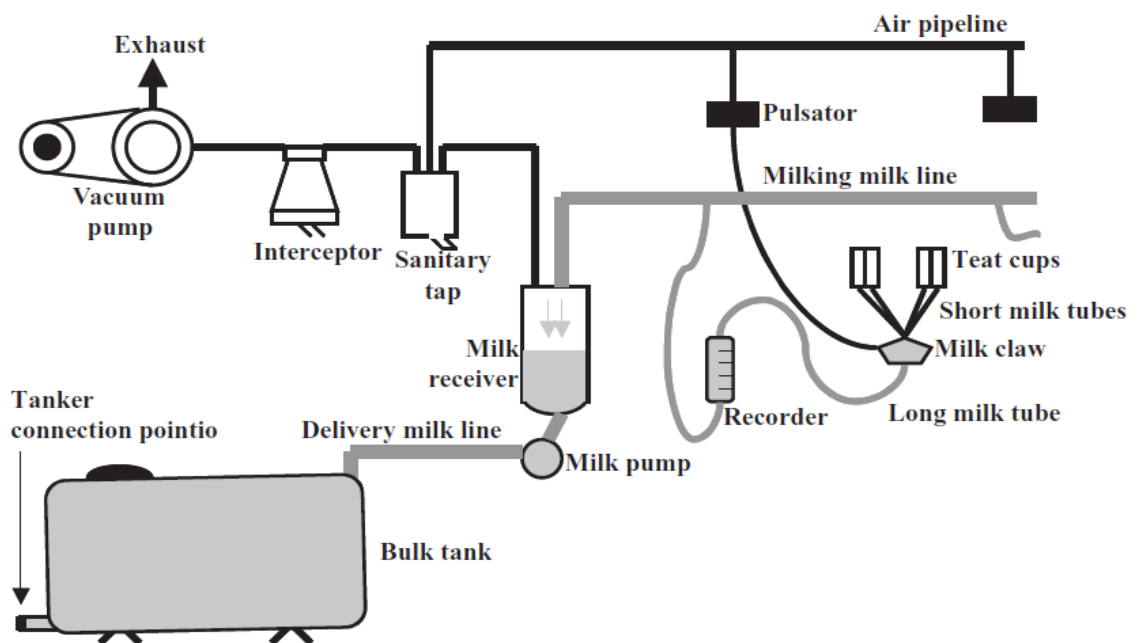 Exhaust
Air pipeline
Pulsator
Vacuum
pump
Milking milk line
Interceptor
Sanitary
tap
Teat cups
Short milk tubes
Milk
receiver
Milk claw
Tanker
connection pointio
Delivery milk line
Recorder
Long milk tube
Milk pump
Bulk tank